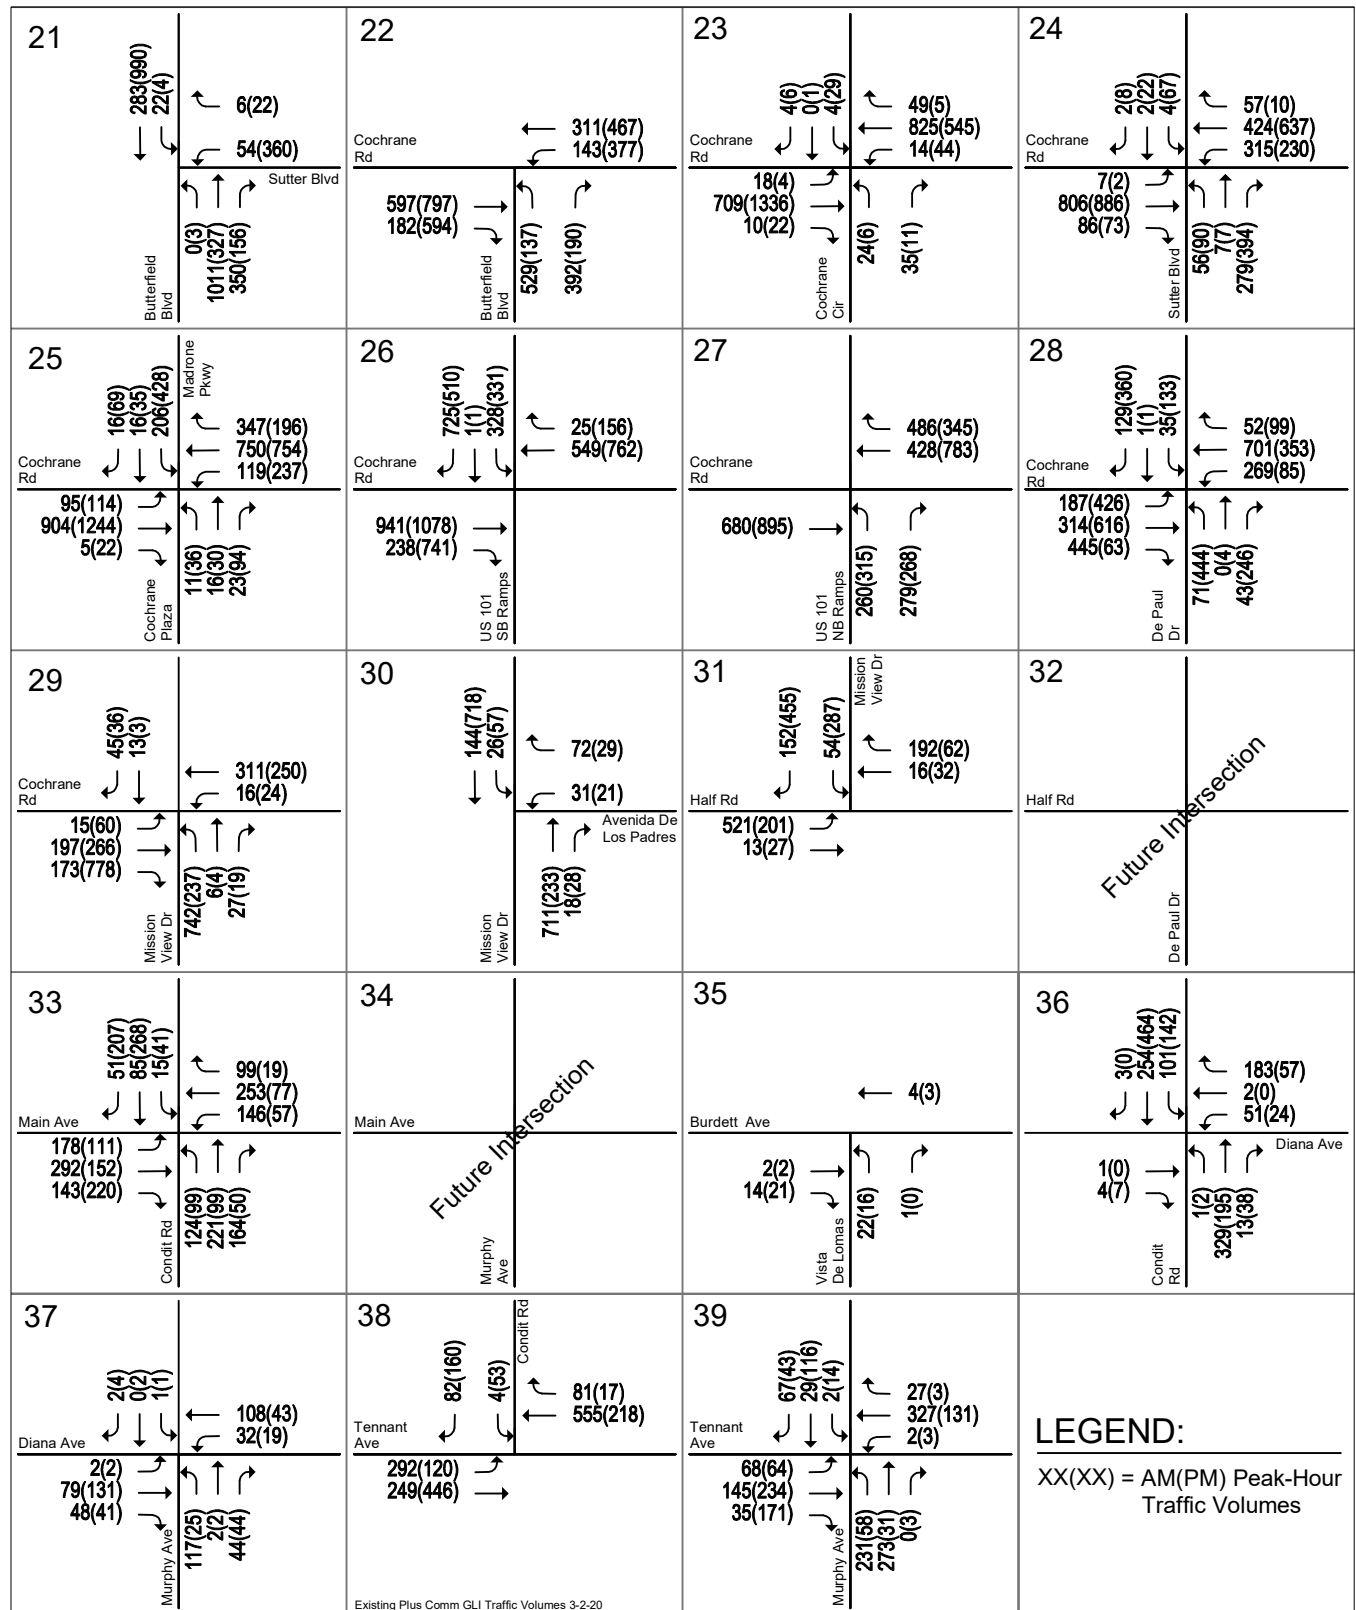 21
283(990)
22(4)
6(22)
54(360)
Sutter Blvd
0(3)
1011(327)
350(156)
Butterfield
Blvd
22
Cochrane
Rd
311(467)
143(377)
597(797)
182(594)
529(137)
392(190)
Butterfield
Blvd
23
4(6)
0(1)
4(29)
Cochrane
Rd
49(5)
825(545)
14(44)
18(4)
709(1336)
10(22)
24(6)
35(11)
Cochrane
Cir
24
2(8)
2(22)
4(67)
Cochrane
Rd
57(10)
424(637)
315(230)
7(2)
806(886)
86(73)
56(90)
7(7)
279(394)
Sutter Blvd
25
16(69)
16(35)
206(428)
Madrone
Pkwy
Cochrane
Rd
347(196)
750(754)
119(237)
95(114)
904(1244)
5(22)
11(36)
16(30)
23(94)
Cochrane
Plaza
26
725(510)
1(1)
328(331)
Cochrane
Rd
25(156)
549(762)
941(1078)
238(741)
US 101
SB Ramps
27
Cochrane
Rd
486(345)
428(783)
680(895)
260(315)
279(268)
US 101
NB Ramps
28
129(360)
1(1)
35(133)
Cochrane
Rd
52(99)
701(353)
269(85)
187(426)
314(616)
445(63)
71(444)
0(4)
43(246)
De Paul
Dr
29
45(36)
13(3)
Cochrane
Rd
311(250)
16(24)
15(60)
197(266)
173(778)
742(237)
6(4)
27(19)
Mission
View Dr
30
144(718)
26(57)
72(29)
31(21)
Avenida De
Los Padres
711(233)
18(28)
Mission
View Dr
31
152(455)
54(287)
Mission
View Dr
192(62)
16(32)
Half Rd
521(201)
13(27)
32
Half Rd
Future Intersection
De Paul Dr
33
51(207)
85(268)
15(41)
Main Ave
99(19)
253(77)
146(57)
178(111)
292(152)
143(220)
124(99)
221(99)
164(50)
Condit Rd
34
Main Ave
Future Intersection
Murphy
Ave
35
4(3)
Burdett Ave
2(2)
14(21)
22(16)
1(0)
Vista
De Lomas
36
3(0)
254(464)
101(142)
183(57)
2(0)
51(24)
Diana Ave
1(0)
4(7)
1(2)
329(195)
13(38)
Condit
Rd
37
2(4)
0(2)
1(1)
Diana Ave
108(43)
32(19)
2(2)
79(131)
48(41)
117(25)
2(2)
44(44)
Murphy Ave
38
82(160)
4(53)
Condit Rd
Tennant
Ave
81(17)
555(218)
292(120)
249(446)
Existing Plus Comm GLI Traffic Volumes 3-2-20
39
67(43)
29(116)
2(14)
Tennant
Ave
27(3)
327(131)
2(3)
68(64)
145(234)
35(171)
231(58)
273(31)
0(3)
Murphy Ave
LEGEND:
XX(XX) = AM(PM) Peak-Hour
Traffic Volumes